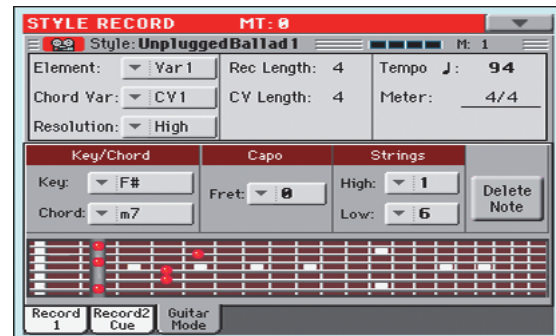 STYLE RECORD MT: 0
Style: UnpluggedBallad1 M: 1
Element: Var1 Rec Length: 4 Tempo ♩: 94
Chord Var: CV1 CV Length: 4 Meter: 4/4
Resolution: High
Key/Chord Capo Strings
Key: F# Fret: 0 High: 1 Delete Note
Chord: m7 Low: 6
Record 1 Record2 Cue Guitar Mode